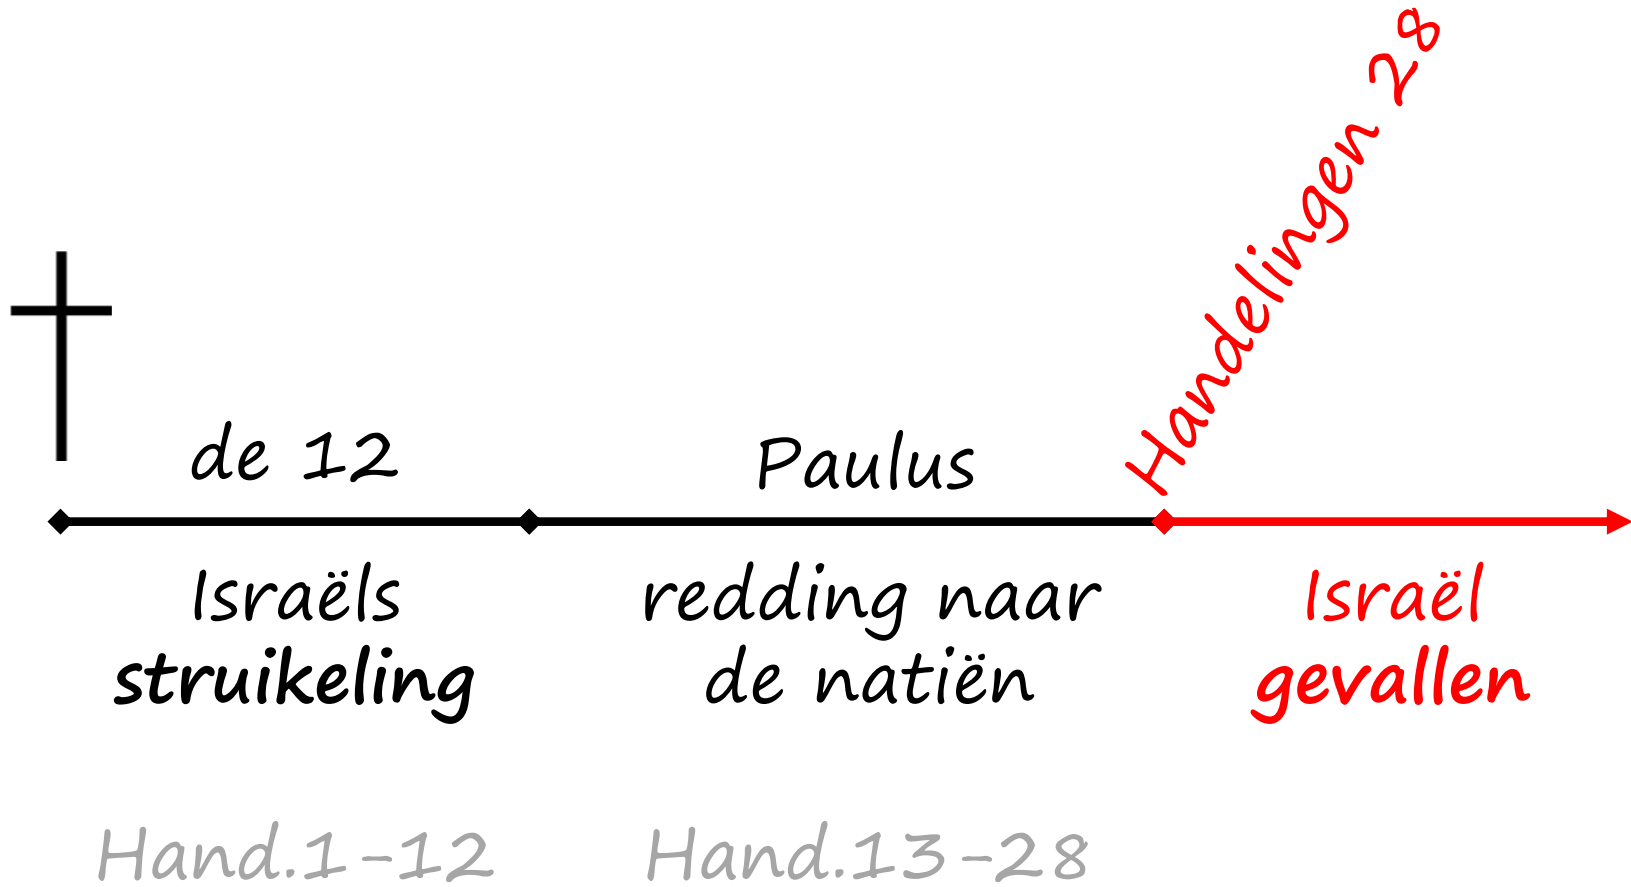 Handelingen 28
de 12
Paulus
Israëls
struikeling
redding naar
de natiën
Israël
gevallen
Hand.1-12
Hand.13-28